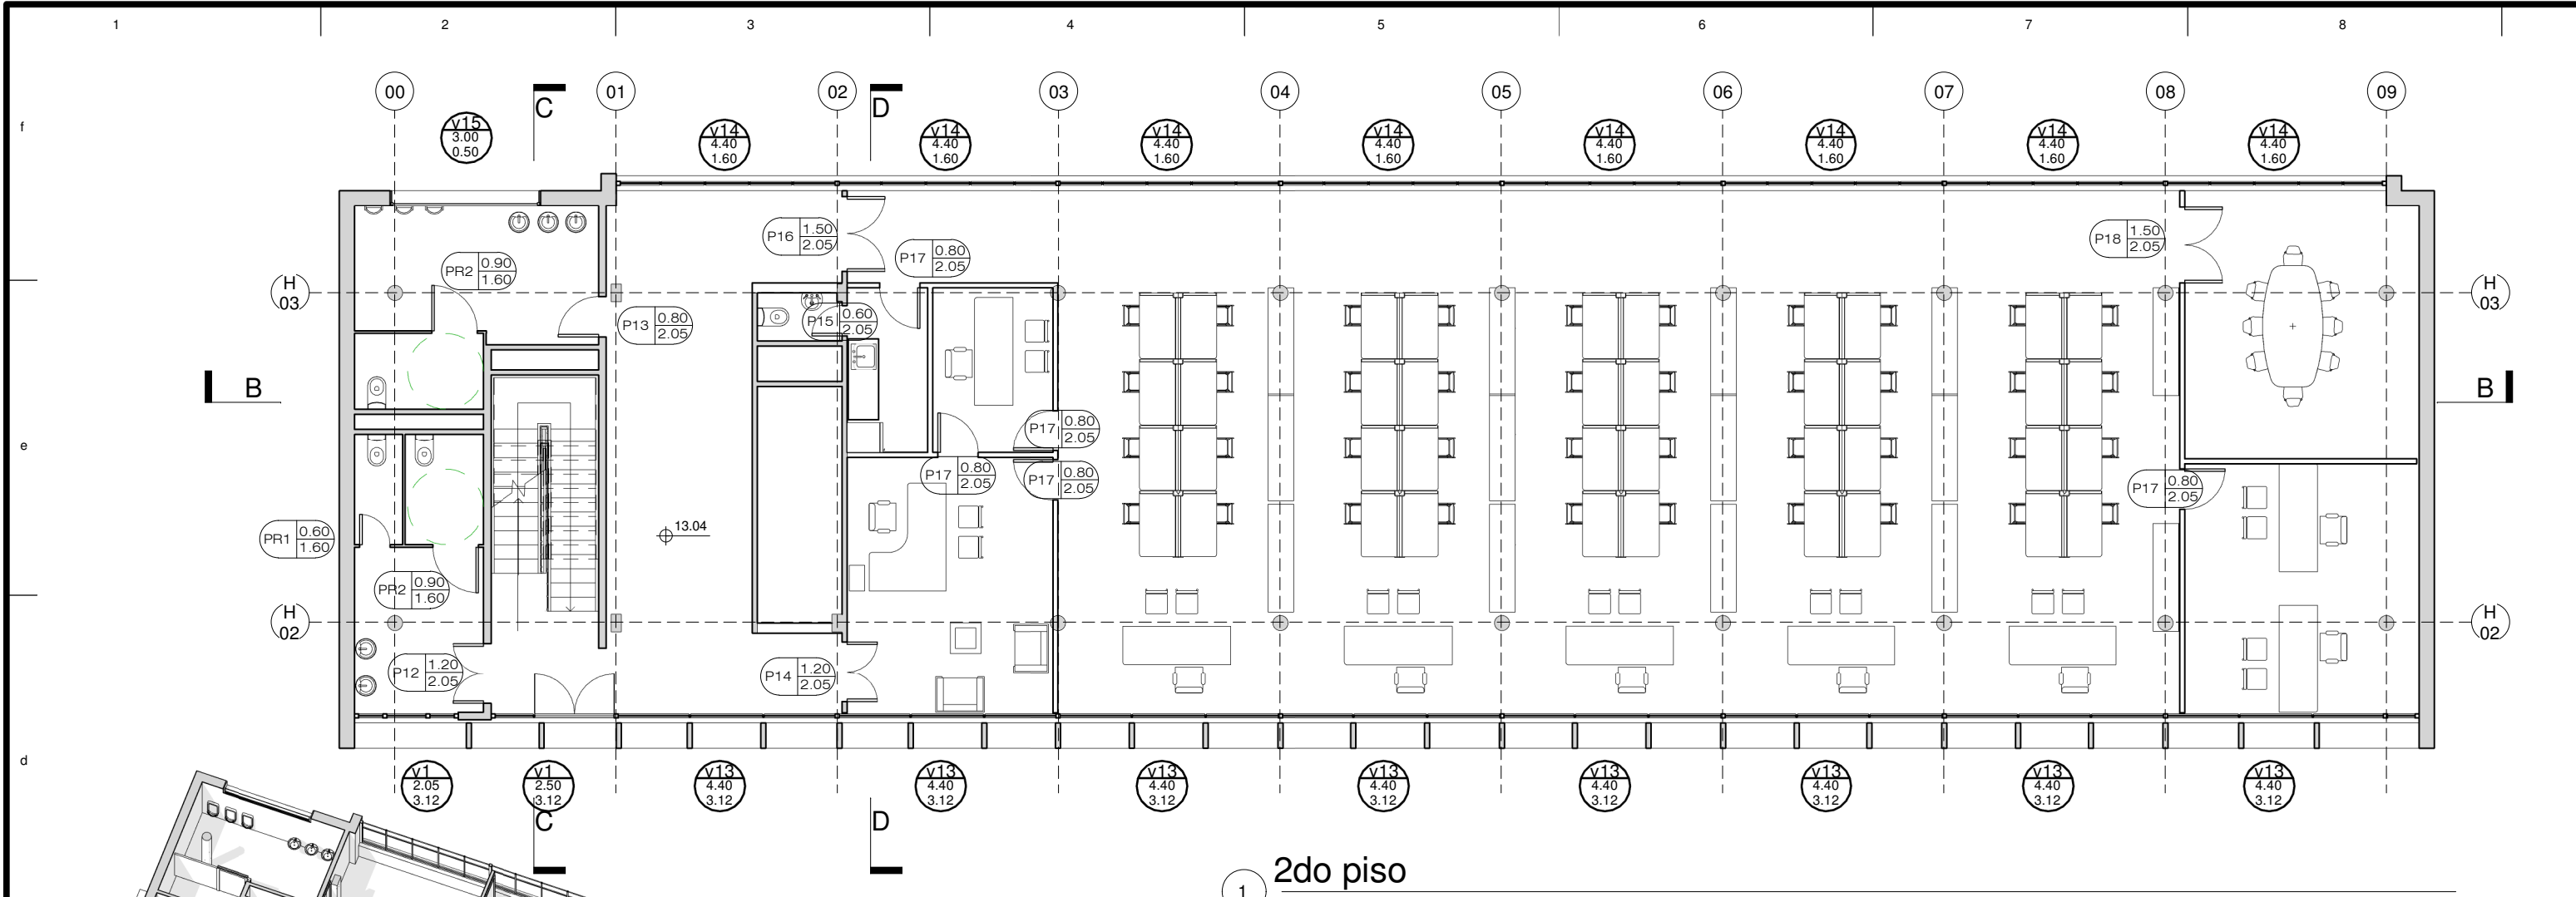 1 2 3 4 5 6 7 8
00 01 02 03 04 05 06 07 08 09
C D
f
v15
3.00
0.50
v14
4.40
1.60
v14
4.40
1.60
v14
4.40
1.60
v14
4.40
1.60
v14
4.40
1.60
v14
4.40
1.60
v14
4.40
1.60
v14
4.40
1.60
P16 1.50
2.05
P17 0.80
2.05
P18 1.50
2.05
PR2 0.90
1.60
H
03
H
03
P13 0.80
2.05
P15 0.60
2.05
B B
e
P17 0.80
2.05
P17 0.80
2.05
P17 0.80
2.05
P17 0.80
2.05
13.04
PR1 0.60
1.60
PR2 0.90
1.60
H
02
H
02
P12 1.20
2.05
P14 1.20
2.05
d
v1
2.05
3.12
v1
2.50
3.12
v13
4.40
3.12
v13
4.40
3.12
v13
4.40
3.12
v13
4.40
3.12
v13
4.40
3.12
v13
4.40
3.12
v13
4.40
3.12
v13
4.40
3.12
C D
1 2do piso